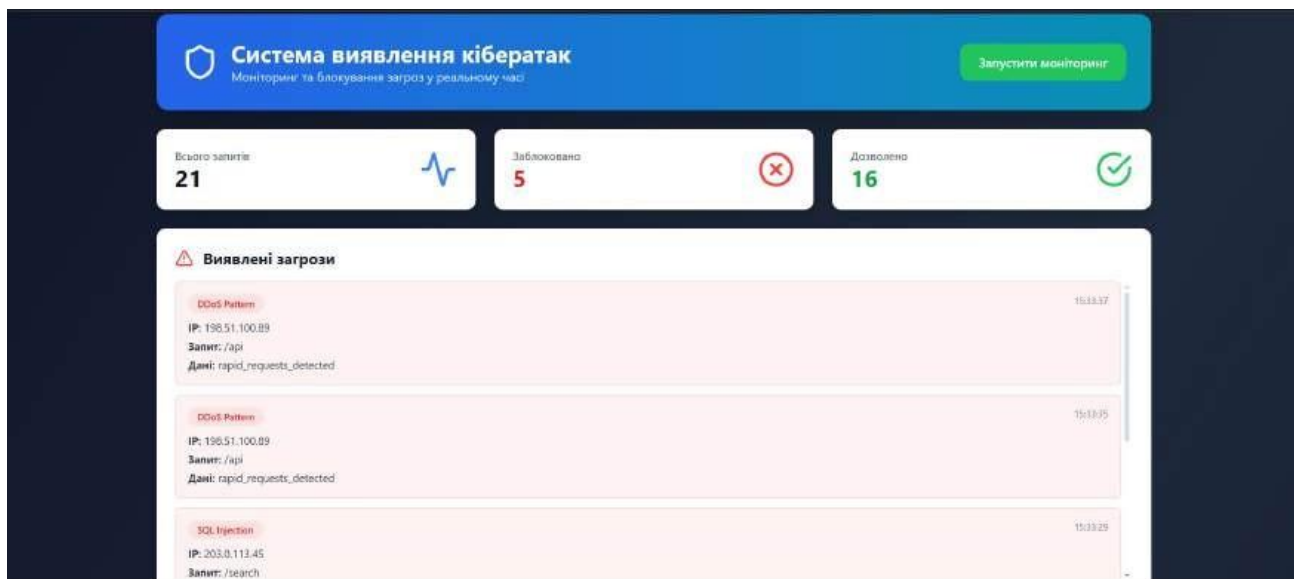 Система виявлення кібератак
Моніторинг та блокування загроз у реальному часі
Запустити моніторинг
Всього запитів
21
Заблоковано
5
Дозволено
16
Виявлені загрози
DDoS Pattern
15:33:37
IP: 198.51.100.89
Запит: /api
Дані: rapid_requests_detected
DDoS Pattern
15:33:35
IP: 198.51.100.89
Запит: /api
Дані: rapid_requests_detected
SQL Injection
15:33:29
IP: 203.0.113.45
Запит: /search